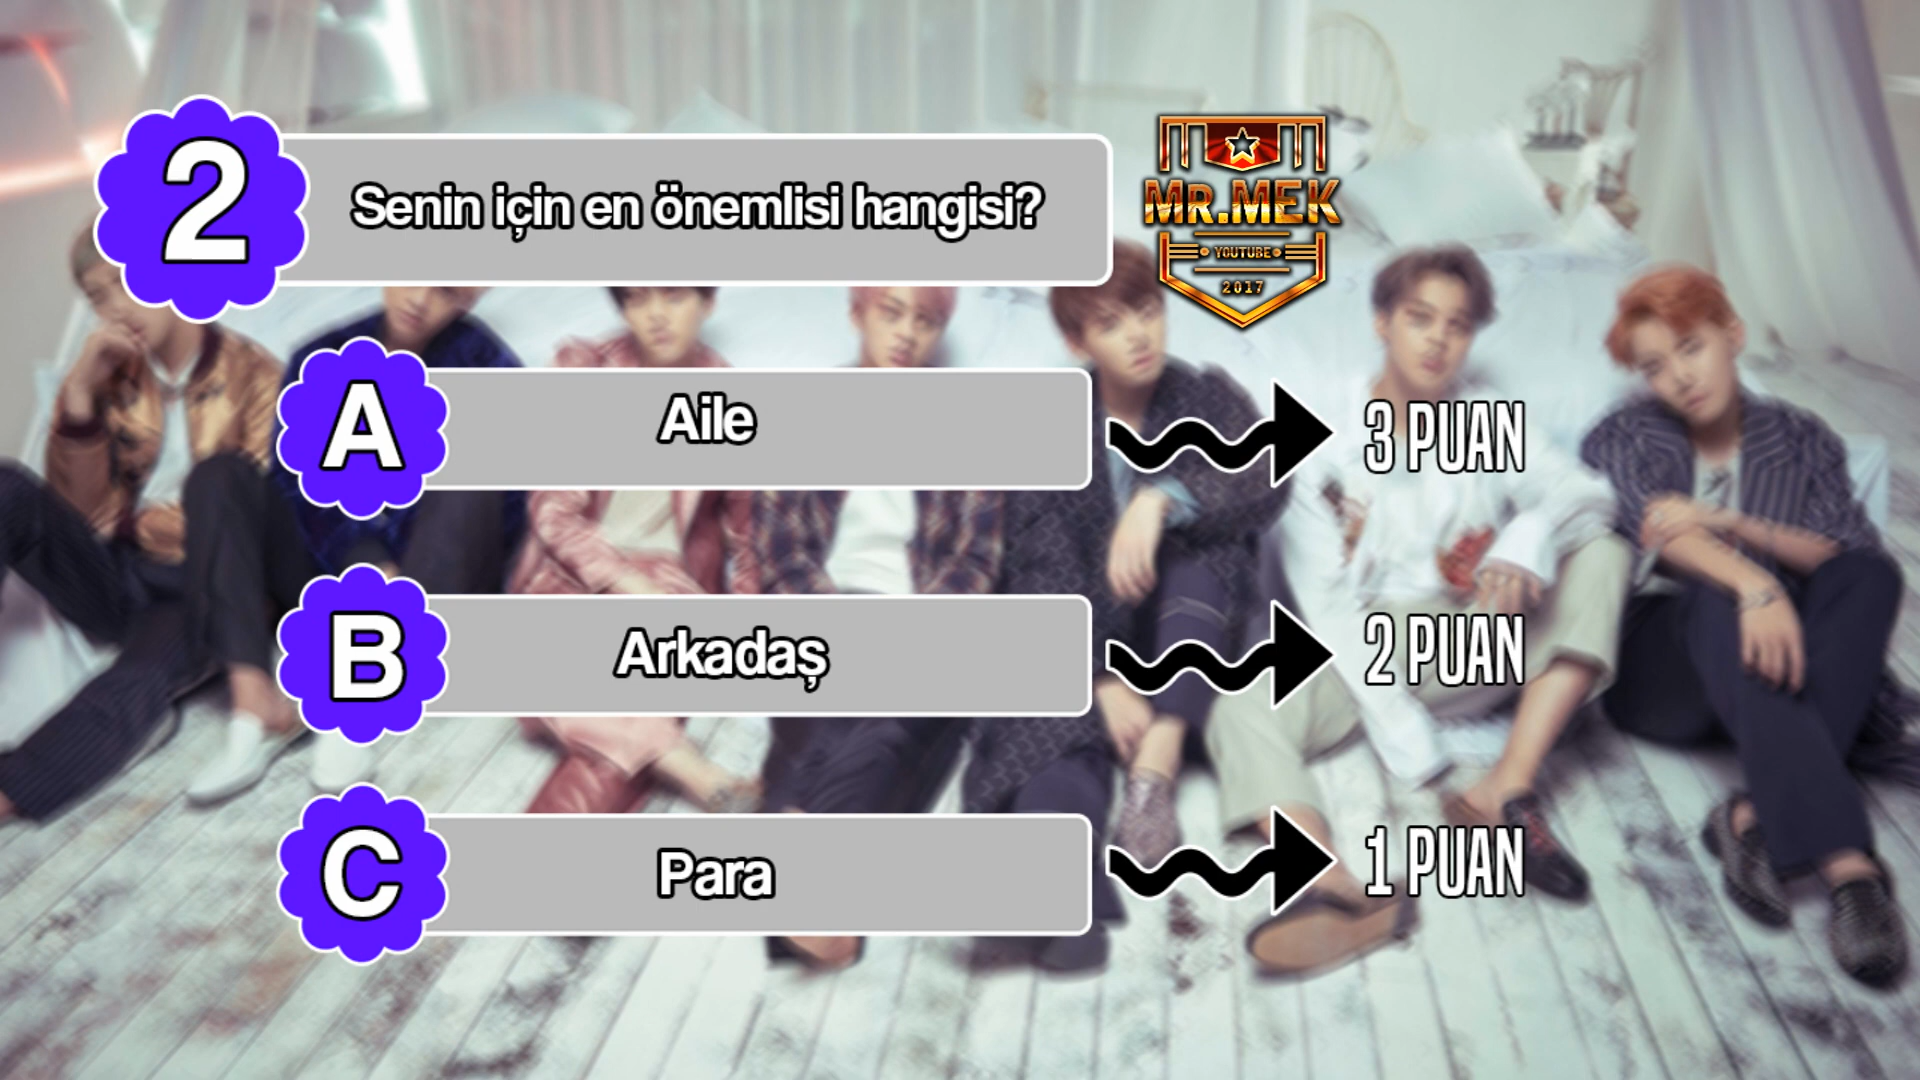 2
Senin için en önemlisi hangisi?
MR.MEK
YOUTUBE
2017
A
Aile
3 PUAN
B
Arkadaş
2 PUAN
C
Para
1 PUAN